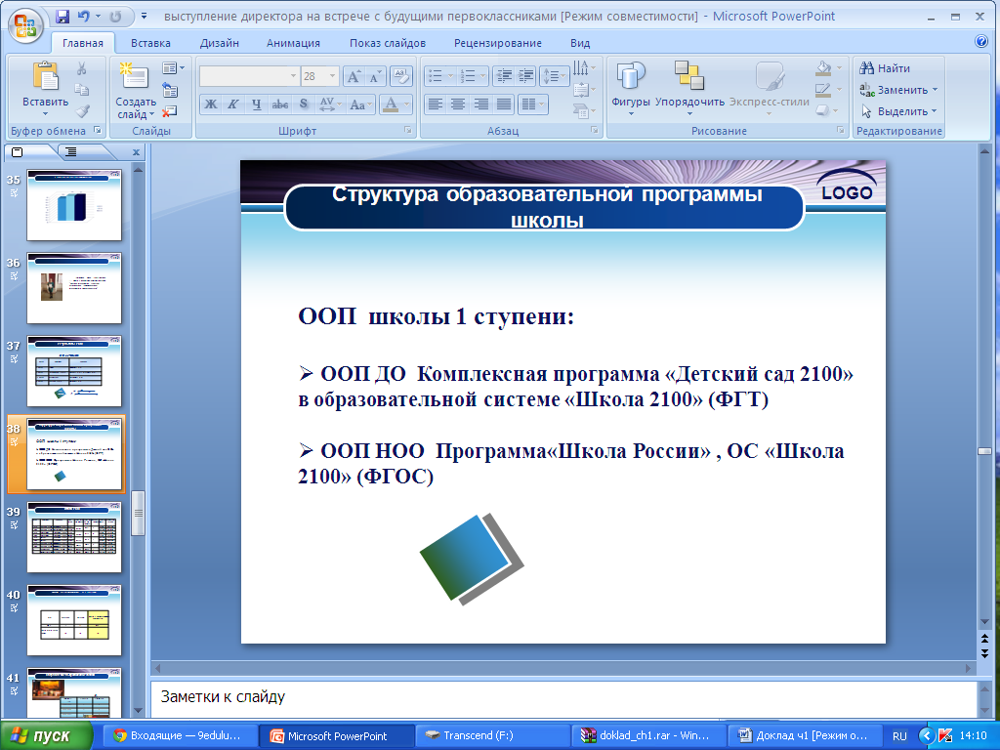 выступление директора на встрече с будущими первоклассниками [Режим совместимости] - Microsoft PowerPoint
Главная Вставка Дизайн Анимация Показ слайдов Рецензирование Вид
28
Вставить
Создать слайд
Ж К Ч abc S AV Aa A
Фигуры Упорядочить Экспресс-стили
Найти
Заменить
Выделить
Буфер обмена Слайды Шрифт Абзац Рисование Редактирование
35
36
37
38
39
40
41
LOGO
Структура образовательной программы
школы
ООП школы 1 ступени:
ООП ДО Комплексная программа «Детский сад 2100»
в образовательной системе «Школа 2100» (ФГТ)
ООП НОО Программа«Школа России» , ОС «Школа
2100» (ФГОС)
Заметки к слайду
пуск Входящие — 9edulu... Microsoft PowerPoint Transcend (F:) doklad_ch1.rar - Win... Доклад ч1 [Режим о... RU 14:10